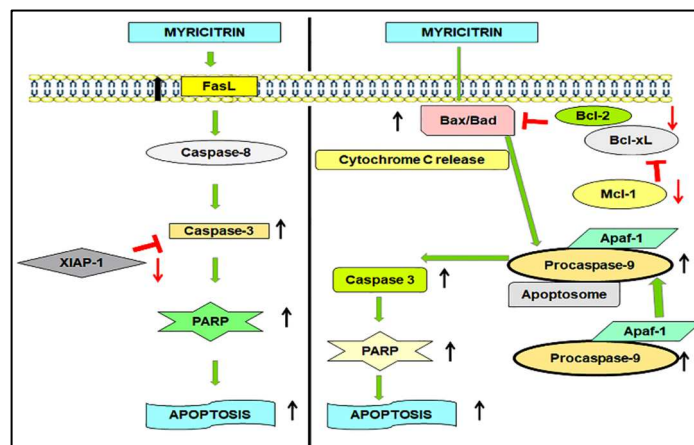 MYRICITRIN
FasL
Caspase-8
Caspase-3
XIAP-1
PARP
APOPTOSIS
MYRICITRIN
Bax/Bad
Bcl-2
Bcl-xL
Cytochrome C release
Mcl-1
Apaf-1
Procaspase-9
Caspase 3
Apoptosome
Apaf-1
PARP
Procaspase-9
APOPTOSIS